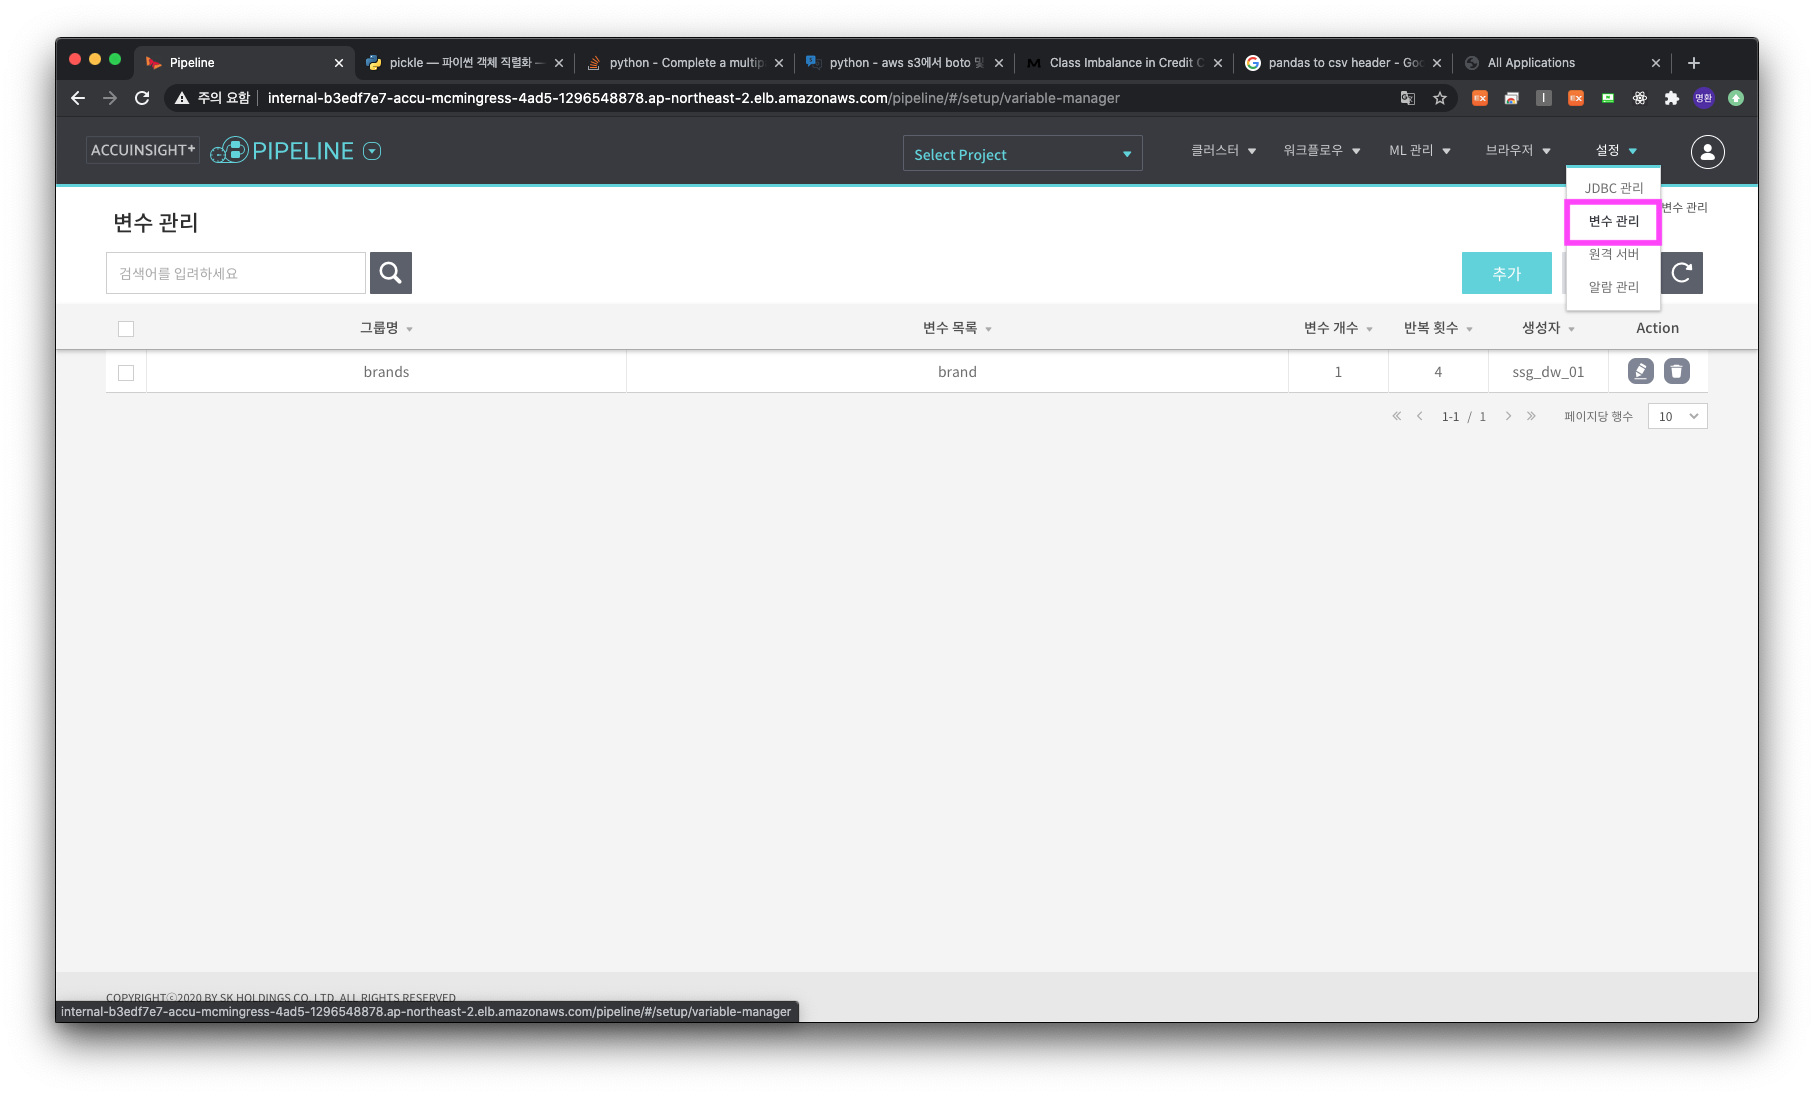 Pipeline
pickle — 파이썬 객체 직렬화 —
python - Complete a multip
python - aws s3에서 boto 및
Class Imbalance in Credit C
pandas to csv header - Goo
All Applications
주의 요함
internal-b3edf7e7-accu-mcmingress-4ad5-1296548878.ap-northeast-2.elb.amazonaws.com/pipeline/#/setup/variable-manager
명환
ACCUINSIGHT+
PIPELINE
Select Project
클러스터
워크플로우
ML 관리
브라우저
설정
JDBC 관리
변수 관리
원격 서버
알람 관리
변수 관리
변수 관리
검색어를 입력하세요
추가
그룹명
변수 목록
변수 개수
반복 횟수
생성자
Action
brands
brand
1
4
ssg_dw_01
1-1 / 1
페이지당 행수
10
COPYRIGHTⓒ2020 BY SK HOLDINGS CO. LTD. ALL RIGHTS RESERVED
internal-b3edf7e7-accu-mcmingress-4ad5-1296548878.ap-northeast-2.elb.amazonaws.com/pipeline/#/setup/variable-manager